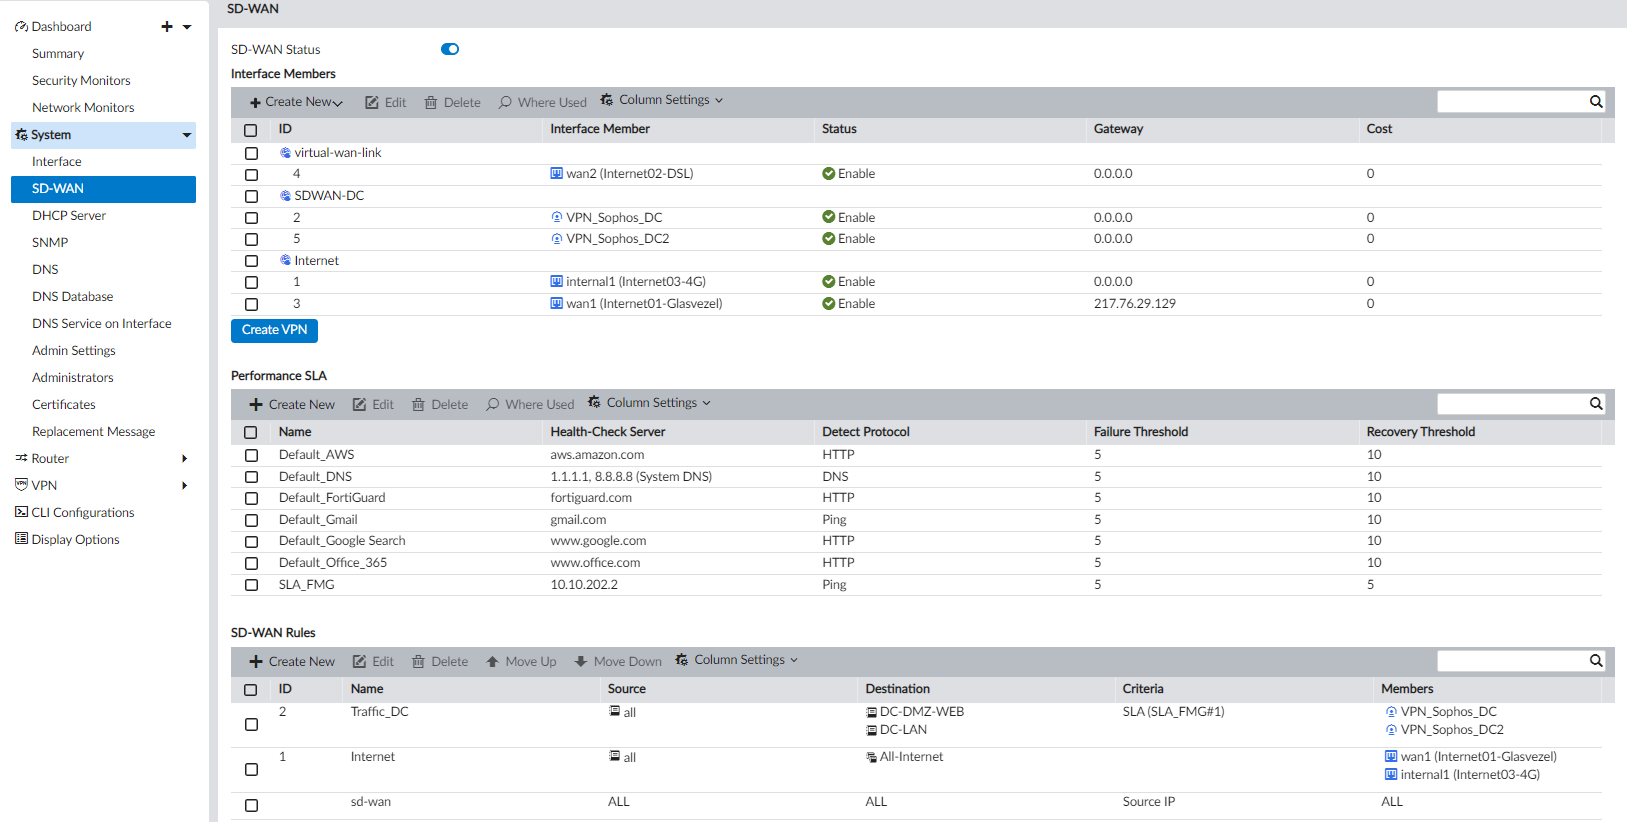 SD-WAN
Dashboard
Summary
Security Monitors
Network Monitors
System
Interface
SD-WAN
DHCP Server
SNMP
DNS
DNS Database
DNS Service on Interface
Admin Settings
Administrators
Certificates
Replacement Message
Router
VPN
CLI Configurations
Display Options
SD-WAN Status
Interface Members
Create New Edit Delete Where Used Column Settings
ID Interface Member Status Gateway Cost
virtual-wan-link
4 wan2 (Internet02-DSL) Enable 0.0.0.0 0
SDWAN-DC
2 VPN_Sophos_DC Enable 0.0.0.0 0
5 VPN_Sophos_DC2 Enable 0.0.0.0 0
Internet
1 internal1 (Internet03-4G) Enable 0.0.0.0 0
3 wan1 (Internet01-Glasvezel) Enable 217.76.29.129 0
Create VPN
Performance SLA
Create New Edit Delete Where Used Column Settings
Name Health-Check Server Detect Protocol Failure Threshold Recovery Threshold
Default_AWS aws.amazon.com HTTP 5 10
Default_DNS 1.1.1.1, 8.8.8.8 (System DNS) DNS 5 10
Default_FortiGuard fortiguard.com HTTP 5 10
Default_Gmail gmail.com Ping 5 10
Default_Google Search www.google.com HTTP 5 10
Default_Office_365 www.office.com HTTP 5 10
SLA_FMG 10.10.202.2 Ping 5 5
SD-WAN Rules
Create New Edit Delete Move Up Move Down Column Settings
ID Name Source Destination Criteria Members
2 Traffic_DC all DC-DMZ-WEB SLA (SLA_FMG#1) VPN_Sophos_DC
DC-LAN VPN_Sophos_DC2
1 Internet all All-Internet wan1 (Internet01-Glasvezel)
internal1 (Internet03-4G)
sd-wan ALL ALL Source IP ALL